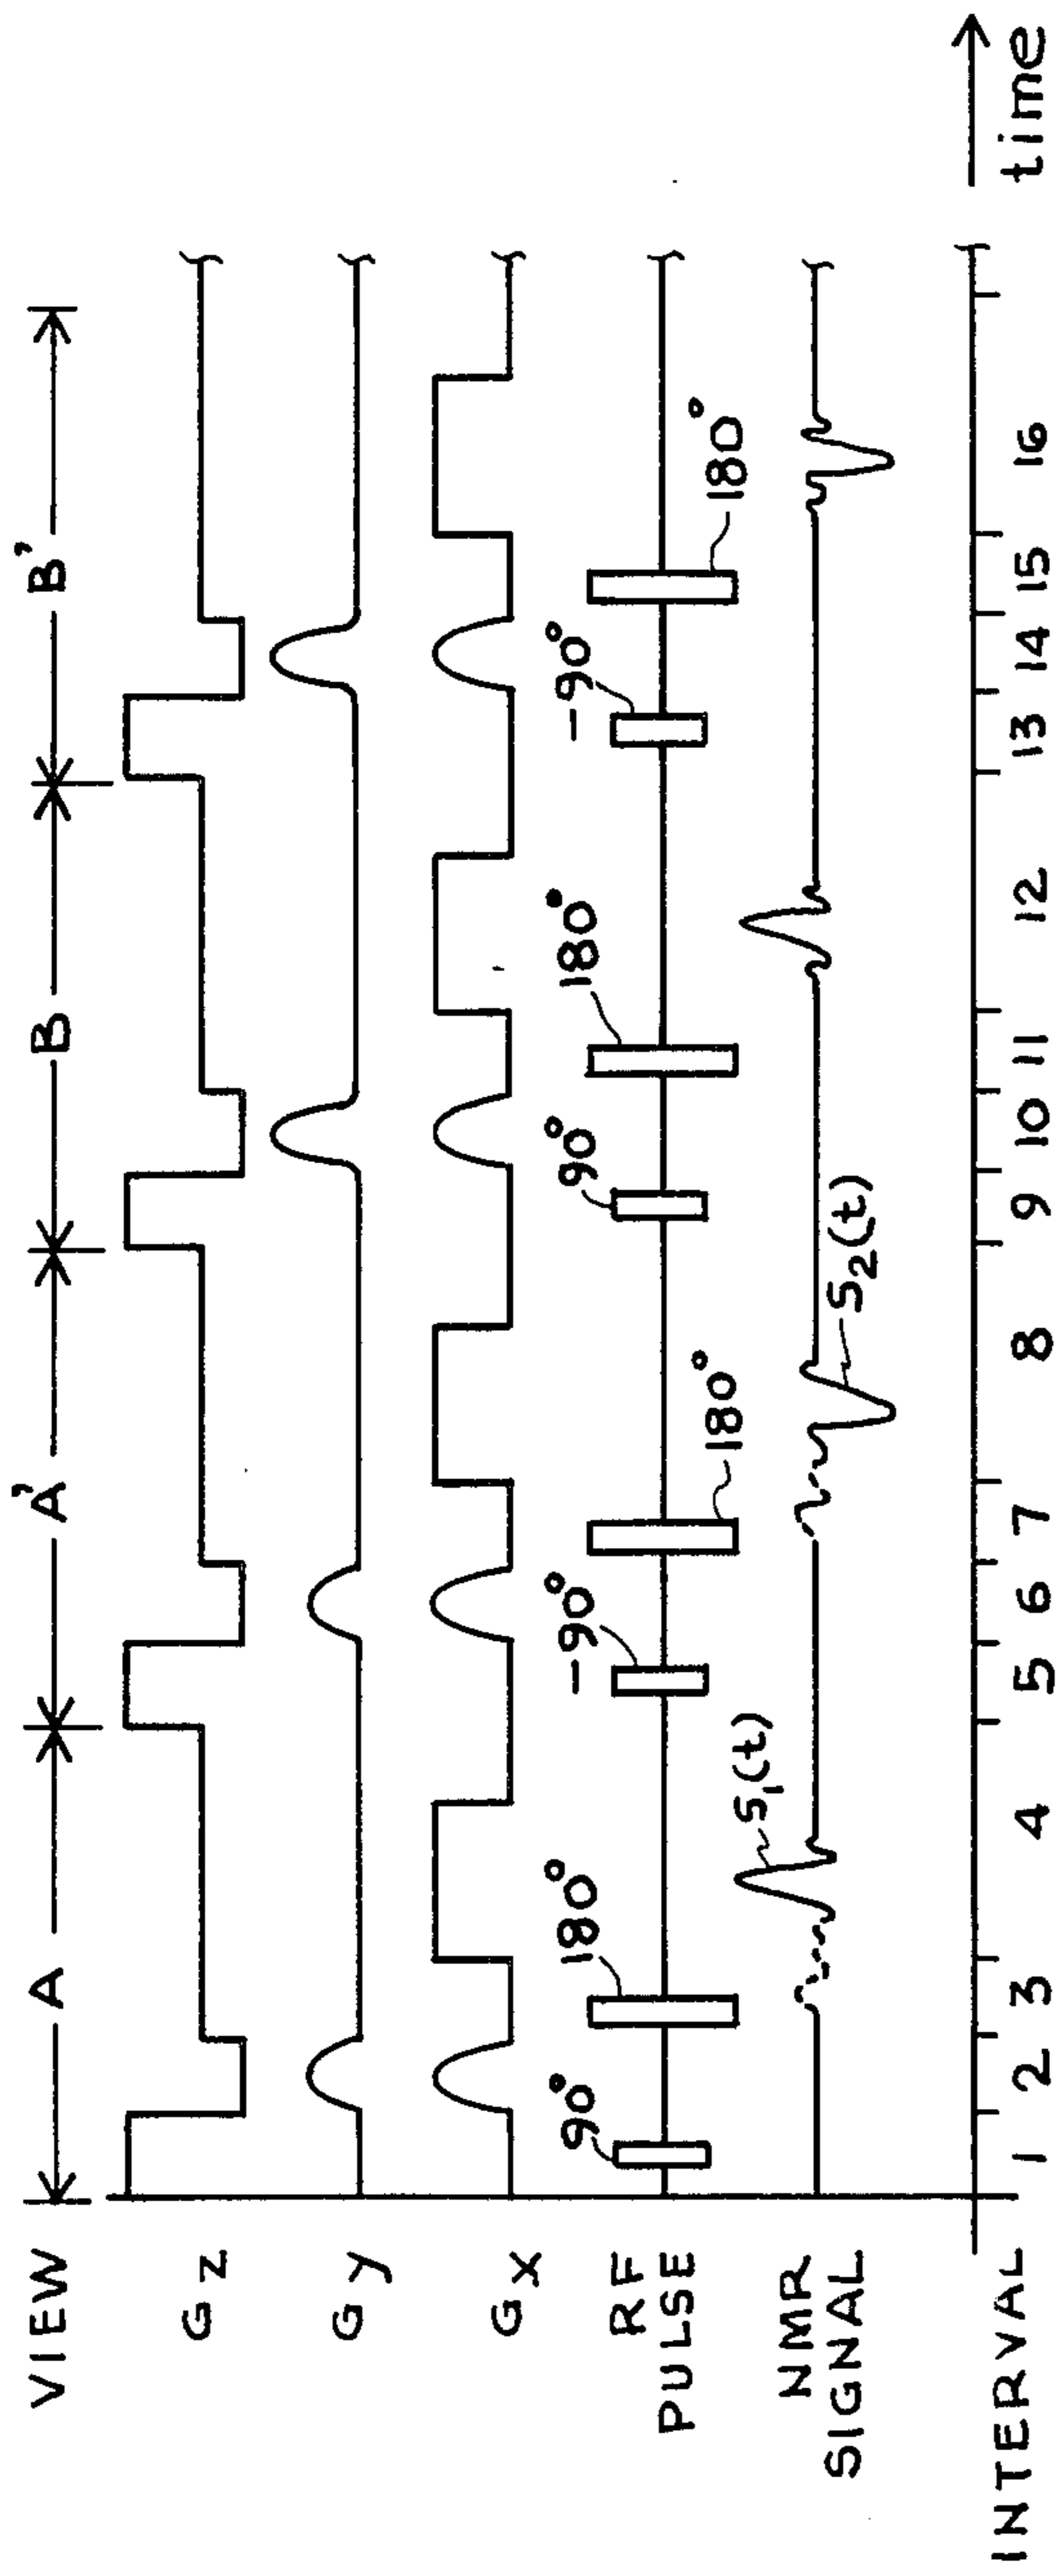 VIEW A A' B B'
Gz
Gy
Gx
RF PULSE 90° 180° -90° 180° 90° 180° -90° 180°
NMR SIGNAL S1(t) S2(t)
INTERVAL 1 2 3 4 5 6 7 8 9 10 11 12 13 14 15 16
time